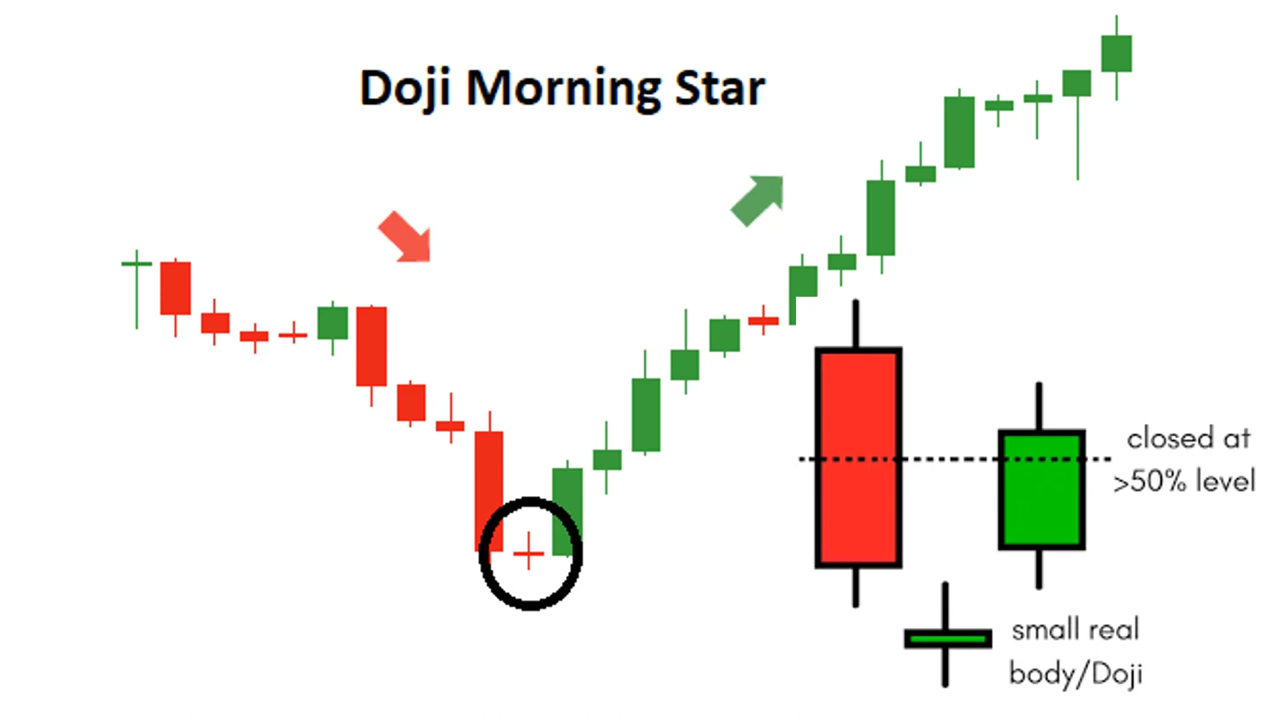 Doji Morning Star
closed at
>50% level
small real
body/Doji